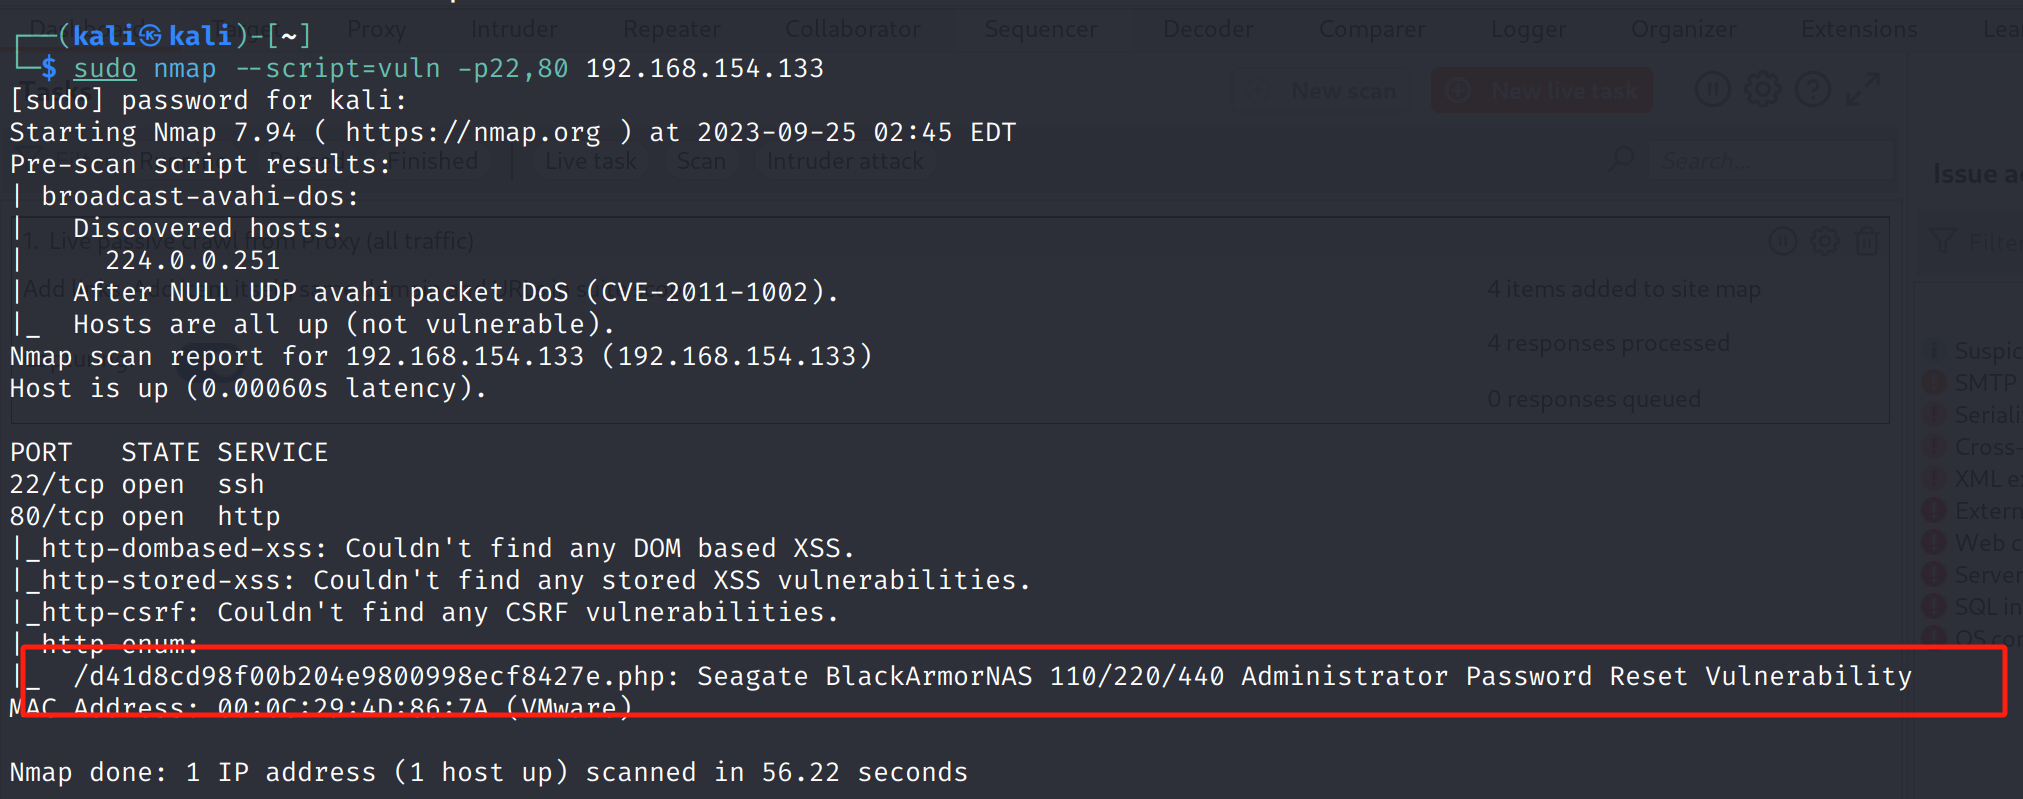 Dashboard Target Proxy Intruder Repeater Collaborator Sequencer Decoder Comparer Logger Organizer Extensions
┌──(kali㉿kali)-[~]
└─$ sudo nmap --script=vuln -p22,80 192.168.154.133
Tasks New scan New live task
[sudo] password for kali:
Starting Nmap 7.94 ( https://nmap.org ) at 2023-09-25 02:45 EDT
Pre-scan script results:
Finished Live task Scan Intruder attack Search...
Issue
| broadcast-avahi-dos:
|   Discovered hosts:
1. Live passive crawl from Proxy (all traffic)
Filter
|     224.0.0.251
|   After NULL UDP avahi packet DoS (CVE-2011-1002).
4 items added to site map
|_  Hosts are all up (not vulnerable).
4 responses processed
Nmap scan report for 192.168.154.133 (192.168.154.133)
Host is up (0.00060s latency).
0 responses queued
Suspic
SMTP
Seriali
Cross-
XML e
Extern
Web c
Server
SQL in
OS co
PORT   STATE SERVICE
22/tcp open  ssh
80/tcp open  http
|_http-dombased-xss: Couldn't find any DOM based XSS.
|_http-stored-xss: Couldn't find any stored XSS vulnerabilities.
|_http-csrf: Couldn't find any CSRF vulnerabilities.
| http-enum:
|_  /d41d8cd98f00b204e9800998ecf8427e.php: Seagate BlackArmorNAS 110/220/440 Administrator Password Reset Vulnerability
MAC Address: 00:0C:29:4D:86:7A (VMware)
Nmap done: 1 IP address (1 host up) scanned in 56.22 seconds